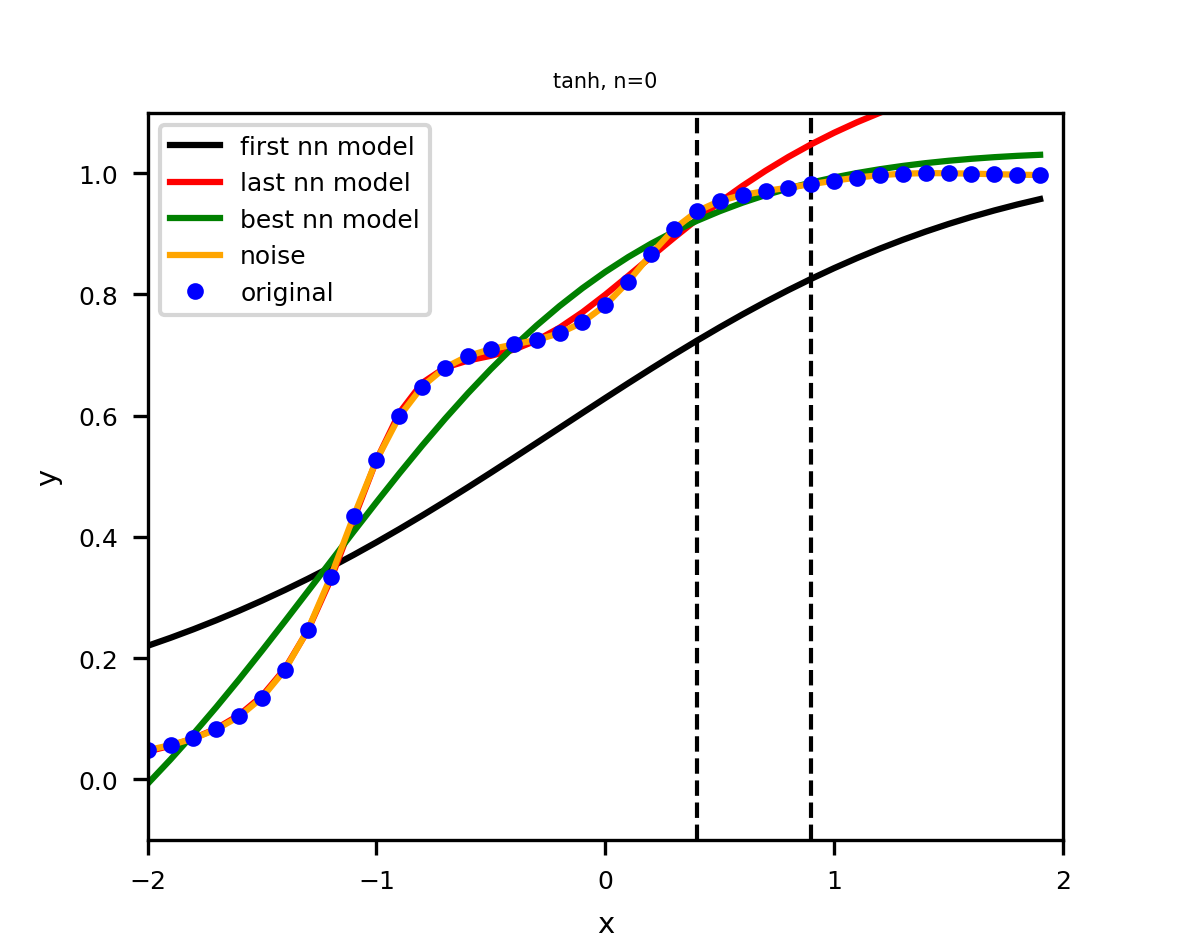 tanh, n=0
first nn model
last nn model
best nn model
noise
original
1.0
0.8
0.6
0.4
0.2
0.0
y
−2
−1
0
1
2
x